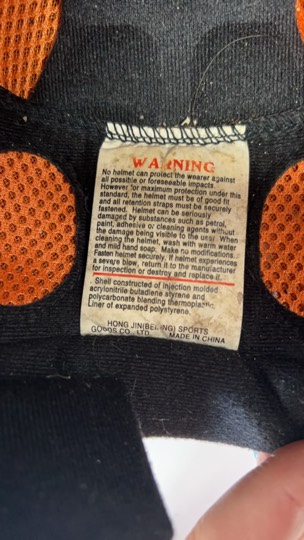 WARNING
No helmet can protect the wearer against
all possible or foreseeable impacts.
However for maximum protection under this
standard, the helmet must be of good fit
and all retention straps must be securely
fastened. Helmet can be seriously
damaged by substances such as petrol,
paint, adhesive or cleaning agents without
the damage being visible to the user. When
cleaning the helmet, wash with warm water
and mild hand soap. Make no modifications.
Fasten helmet securely. If helmet experiences
a severe blow, return it to the manufacturer
for inspection or destroy and replace it.
Shell constructed of injection molded
acrylonitrile butadiene styrene and
polycarbonate blending thermoplastic.
Liner of expanded polystyrene.
HONG JIN(BEIJING) SPORTS
GOODS CO., LTD. MADE IN CHINA